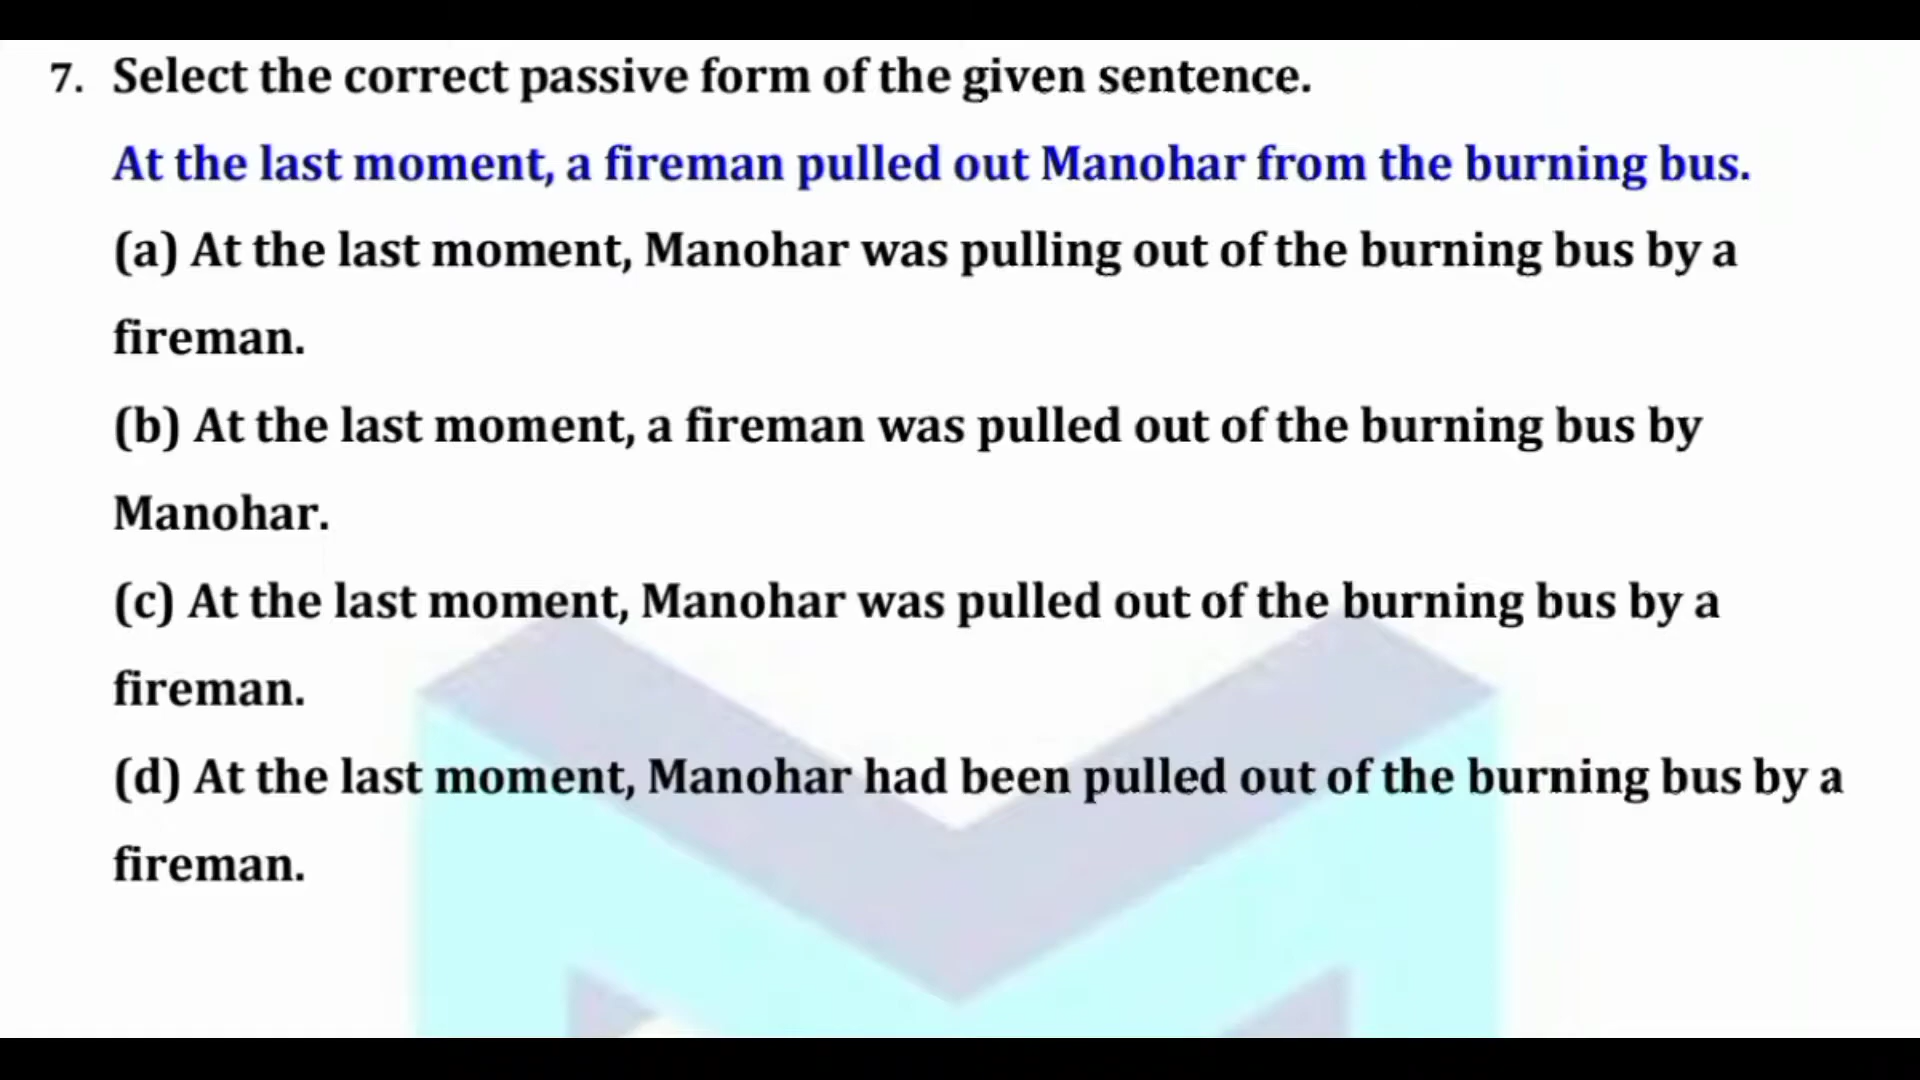 7. Select the correct passive form of the given sentence.
At the last moment, a fireman pulled out Manohar from the burning bus.
(a) At the last moment, Manohar was pulling out of the burning bus by a
fireman.
(b) At the last moment, a fireman was pulled out of the burning bus by
Manohar.
(c) At the last moment, Manohar was pulled out of the burning bus by a
fireman.
(d) At the last moment, Manohar had been pulled out of the burning bus by a
fireman.